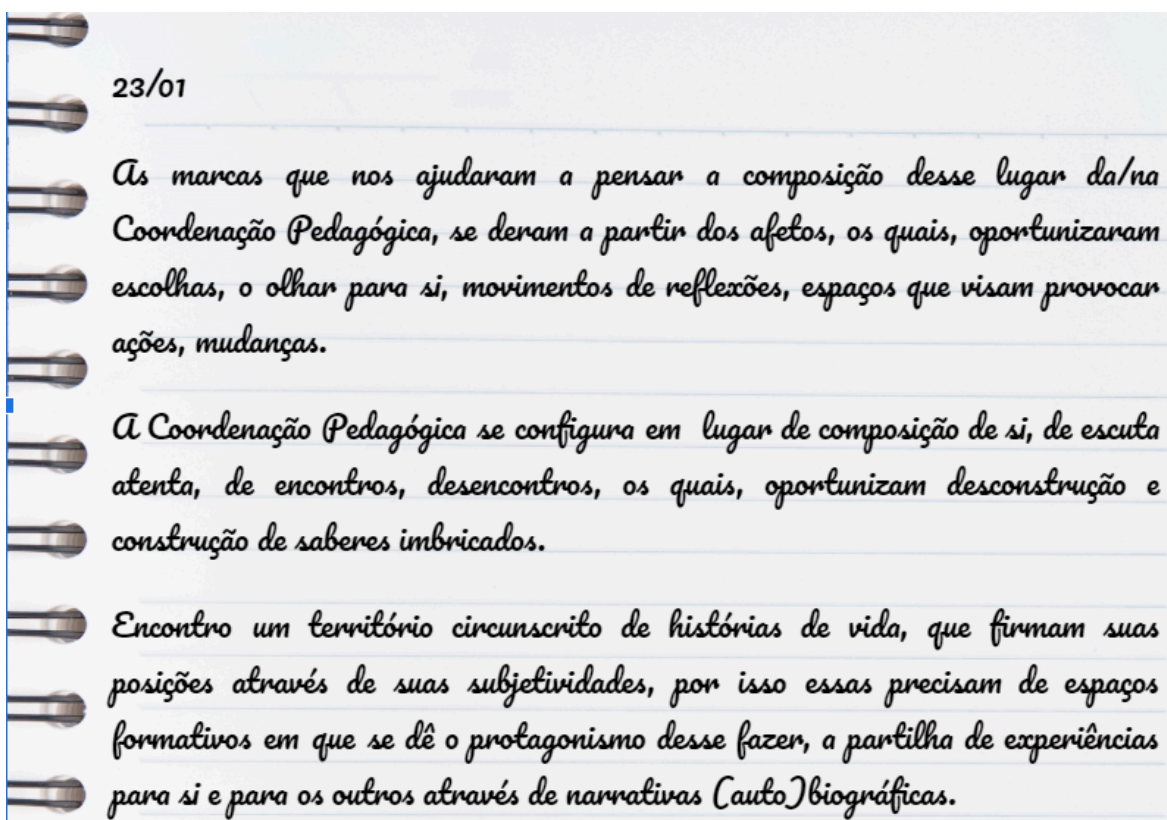 23/01
As marcas que nos ajudaram a pensar a composição desse lugar da/na
Coordenação Pedagógica, se deram a partir dos afetos, os quais, oportunizaram
escolhas, o olhar para si, movimentos de reflexões, espaços que visam provocar
ações, mudanças.
A Coordenação Pedagógica se configura em lugar de composição de si, de escuta
atenta, de encontros, desencontros, os quais, oportunizam desconstrução e
construção de saberes imbricados.
Encontro um território circunscrito de histórias de vida, que firmam suas
posições através de suas subjetividades, por isso essas precisam de espaços
formativos em que se dê o protagonismo desse fazer, a partilha de experiências
para si e para os outros através de narrativas (auto)biográficas.